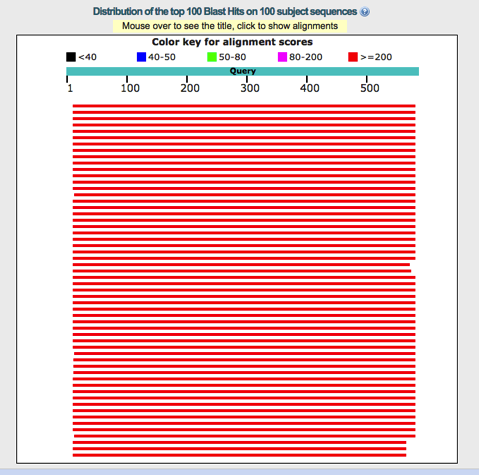 Distribution of the top 100 Blast Hits on 100 subject sequences ?
Mouse over to see the title, click to show alignments
Color key for alignment scores
<40 40-50 50-80 80-200 >=200
Query
1 100 200 300 400 500